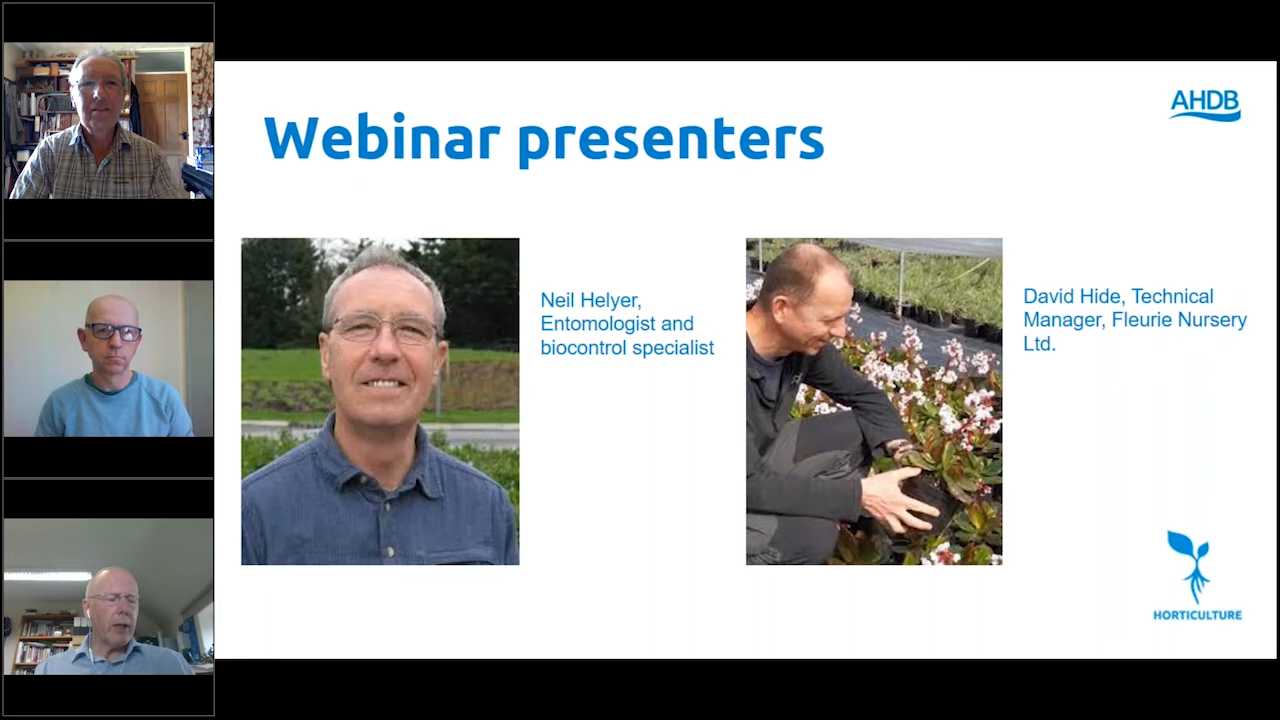 AHDB
Webinar presenters
Neil Helyer,
Entomologist and
biocontrol specialist
David Hide, Technical
Manager, Fleurie Nursery
Ltd.
HORTICULTURE